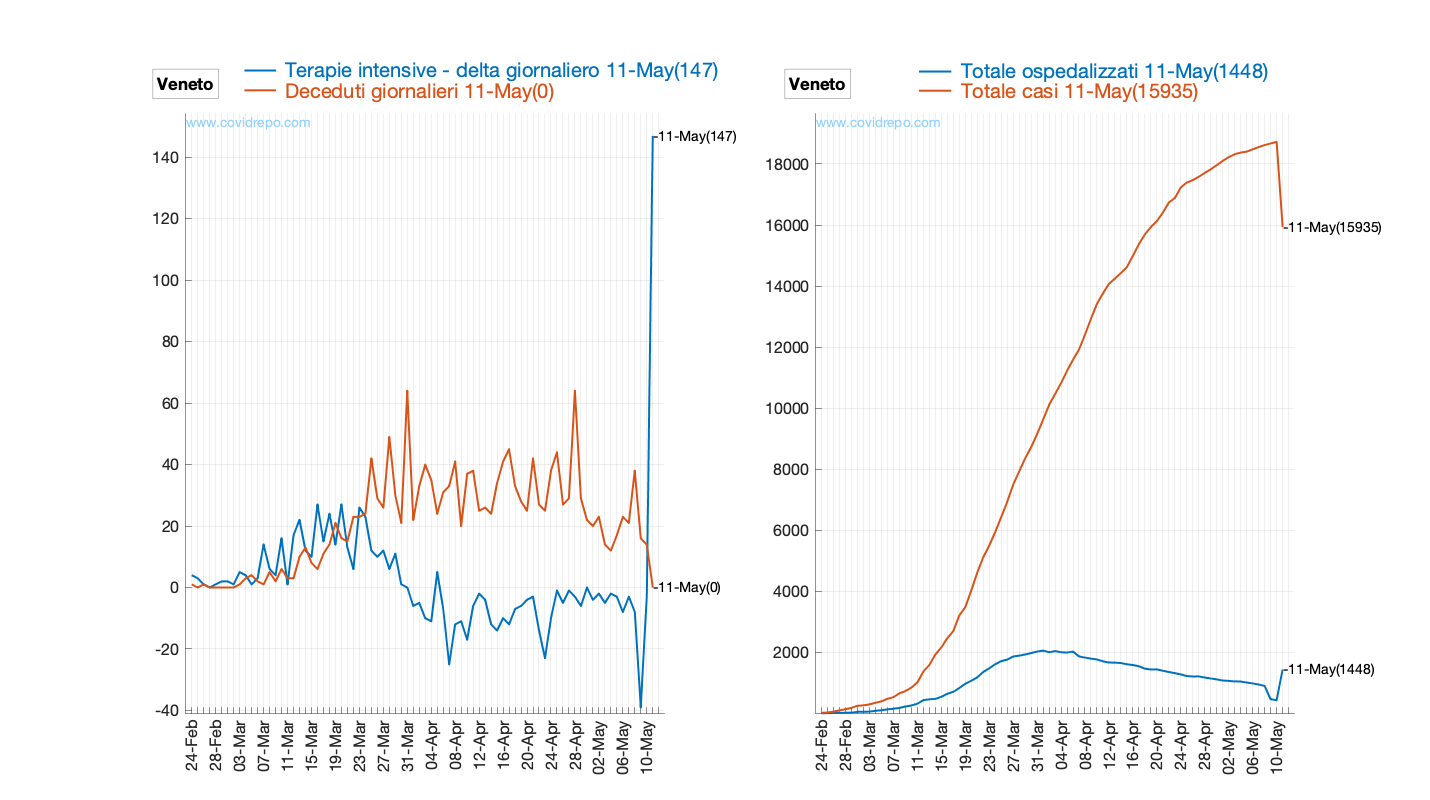 Veneto
Terapie intensive - delta giornaliero 11-May(147)
Deceduti giornalieri 11-May(0)
www.covidrepo.com
11-May(147)
140
120
100
80
60
40
20
0
-20
-40
11-May(0)
24-Feb
28-Feb
03-Mar
07-Mar
11-Mar
15-Mar
19-Mar
23-Mar
27-Mar
31-Mar
04-Apr
08-Apr
12-Apr
16-Apr
20-Apr
24-Apr
28-Apr
02-May
06-May
10-May
Veneto
Totale ospedalizzati 11-May(1448)
Totale casi 11-May(15935)
www.covidrepo.com
18000
16000
14000
12000
10000
8000
6000
4000
2000
11-May(15935)
11-May(1448)
24-Feb
28-Feb
03-Mar
07-Mar
11-Mar
15-Mar
19-Mar
23-Mar
27-Mar
31-Mar
04-Apr
08-Apr
12-Apr
16-Apr
20-Apr
24-Apr
28-Apr
02-May
06-May
10-May